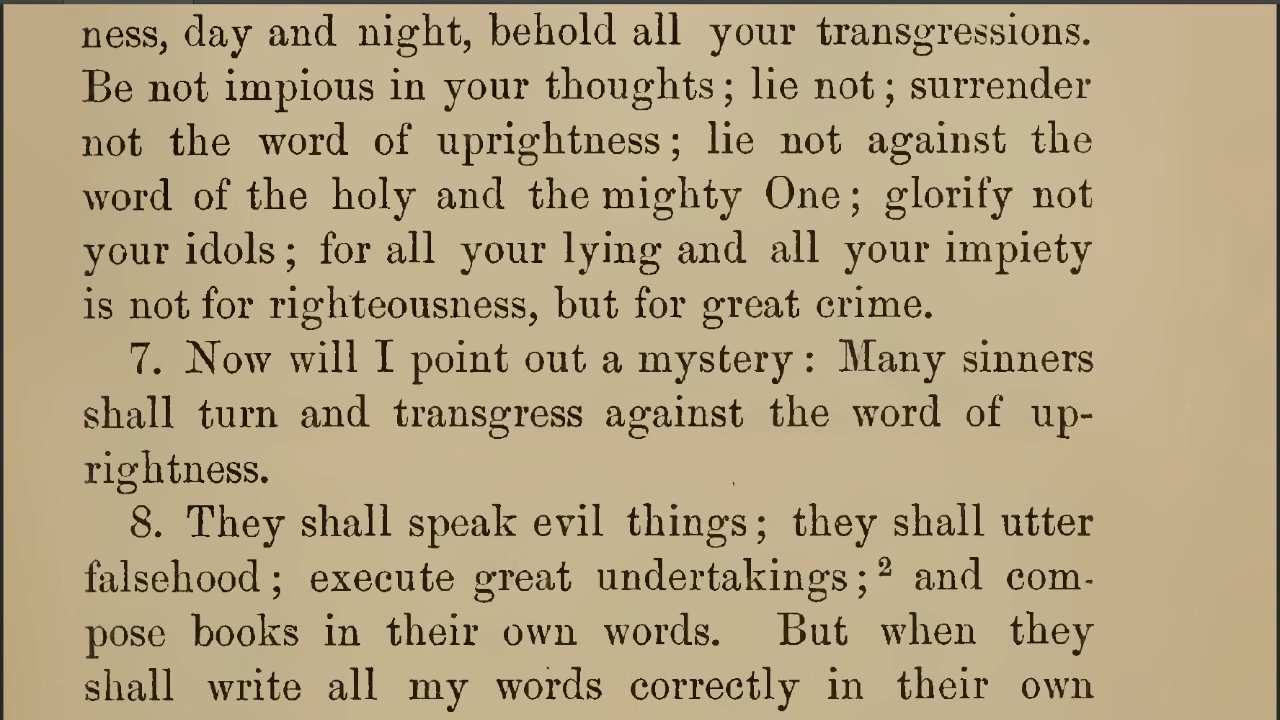 ness, day and night, behold all your transgressions.
Be not impious in your thoughts; lie not; surrender
not the word of uprightness; lie not against the
word of the holy and the mighty One; glorify not
your idols; for all your lying and all your impiety
is not for righteousness, but for great crime.
7. Now will I point out a mystery: Many sinners
shall turn and transgress against the word of up-
rightness.
8. They shall speak evil things; they shall utter
falsehood; execute great undertakings;² and com-
pose books in their own words. But when they
shall write all my words correctly in their own